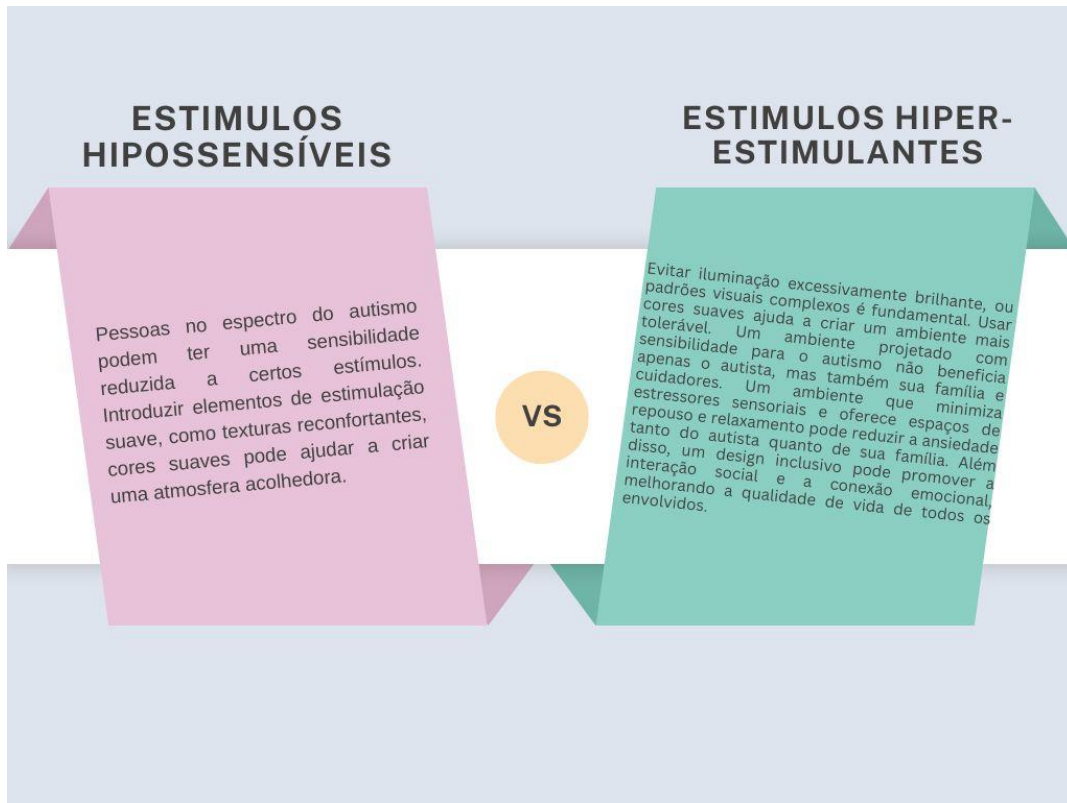 ESTIMULOS
HIPOSSENSÍVEIS
Pessoas no espectro do autismo
podem ter uma sensibilidade
reduzida a certos estímulos.
Introduzir elementos de estimulação
suave, como texturas reconfortantes,
cores suaves pode ajudar a criar
uma atmosfera acolhedora.
VS
ESTIMULOS HIPER-
ESTIMULANTES
Evitar iluminação excessivamente brilhante, ou
padrões visuais complexos é fundamental. Usar
cores suaves ajuda a criar um ambiente mais
tolerável. Um ambiente projetado com
sensibilidade para o autismo não beneficia
apenas o autista, mas também sua família e
cuidadores. Um ambiente que minimiza
estressores sensoriais e oferece espaços de
repouso e relaxamento pode reduzir a ansiedade
tanto do autista quanto de sua família. Além
disso, um design inclusivo pode promover a
interação social e a conexão emocional,
melhorando a qualidade de vida de todos os
envolvidos.